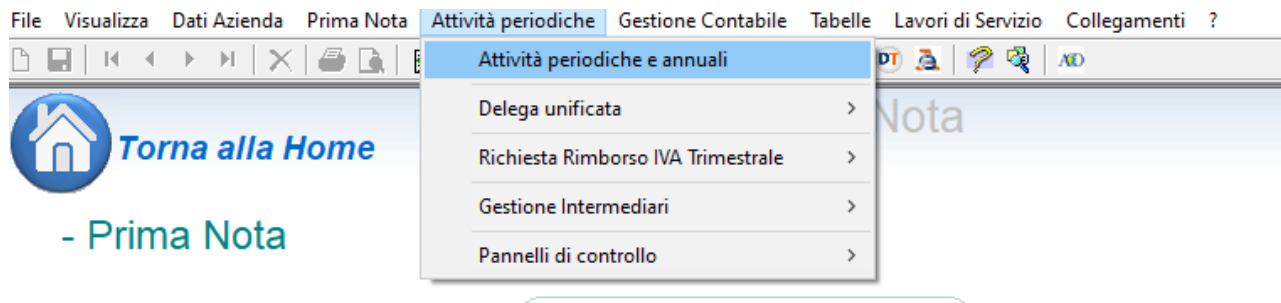 File Visualizza Dati Azienda Prima Nota Attività periodiche Gestione Contabile Tabelle Lavori di Servizio Collegamenti ?
Attività periodiche e annuali
Delega unificata
Nota
Torna alla Home
Richiesta Rimborso IVA Trimestrale
Gestione Intermediari
- Prima Nota
Pannelli di controllo